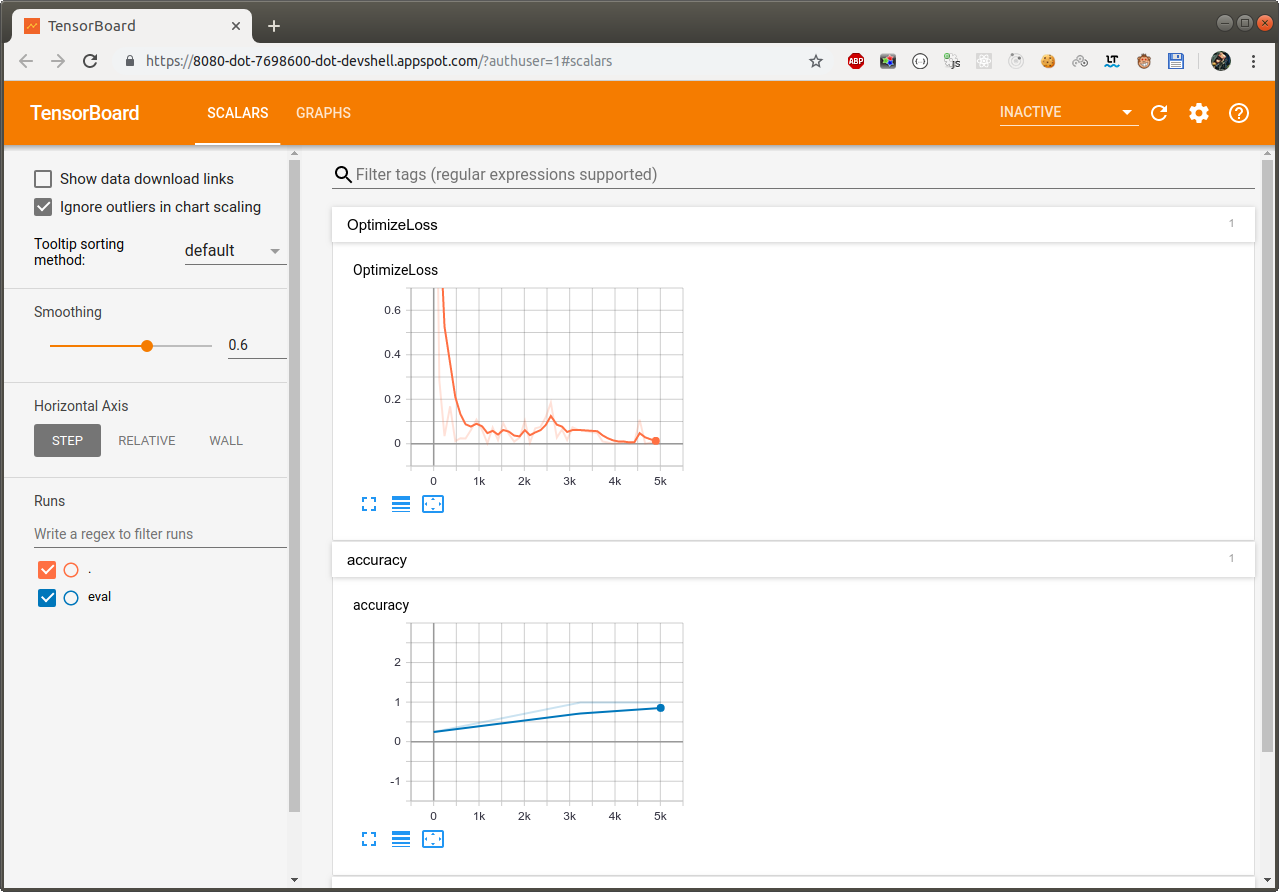 TensorBoard
https://8080-dot-7698600-dot-devshell.appspot.com/?authuser=1#scalars
ABP
js
LT
TensorBoard
SCALARS
GRAPHS
INACTIVE
Show data download links
Ignore outliers in chart scaling
Tooltip sorting
method:
default
Smoothing
0.6
Horizontal Axis
STEP
RELATIVE
WALL
Runs
Write a regex to filter runs
.
eval
Filter tags (regular expressions supported)
OptimizeLoss
1
OptimizeLoss
0.6
0.4
0.2
0
0 1k 2k 3k 4k 5k
accuracy
1
accuracy
2
1
0
-1
0 1k 2k 3k 4k 5k